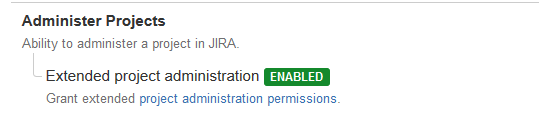 Administer Projects
Ability to administer a project in JIRA.
Extended project administration ENABLED
Grant extended project administration permissions.